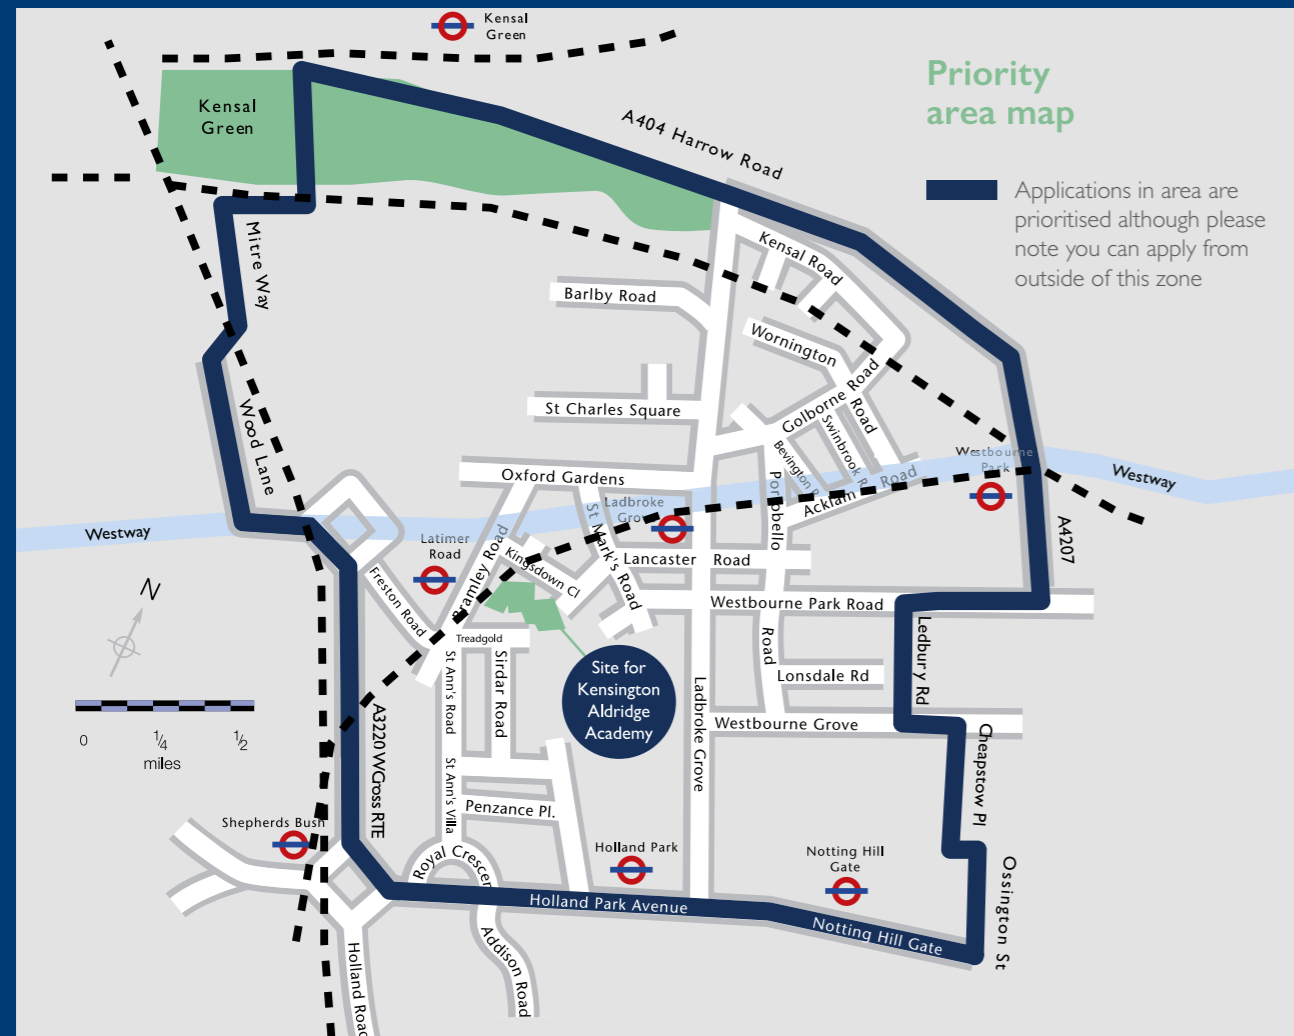 Kensal
Green
Priority
area map
Kensal
Green
A404 Harrow Road
Applications in area are
prioritised although please
note you can apply from
outside of this zone
Mitre Way
Kensal Road
Barlby Road
Wornington
Road
Golborne Road
St Charles Square
Wood Lane
Swinbrook R
Bevington R
Westbourne
Park
Westway
Oxford Gardens
Portobello
Road
Acklam Road
Ladbroke
Grove
St Mark's Road
Westway
Latimer
Road
Bramley Road
Kingsdown Cl
Lancaster Road
A4207
Freston Road
N
Westbourne Park Road
Treadgold
Ledbury Rd
St Ann's Road
Sirdar Road
Site for
Kensington
Aldridge
Academy
Lonsdale Rd
Ladbroke Grove
Westbourne Grove
A3220 WCross RTE
0
1/4
1/2
miles
Cheapstow Pl
St Ann's Villa
Penzance Pl.
Shepherds Bush
Royal Crescen
Holland Park
Notting Hill
Gate
Ossington St
Holland Park Avenue
Notting Hill Gate
Addison Road
Holland Road